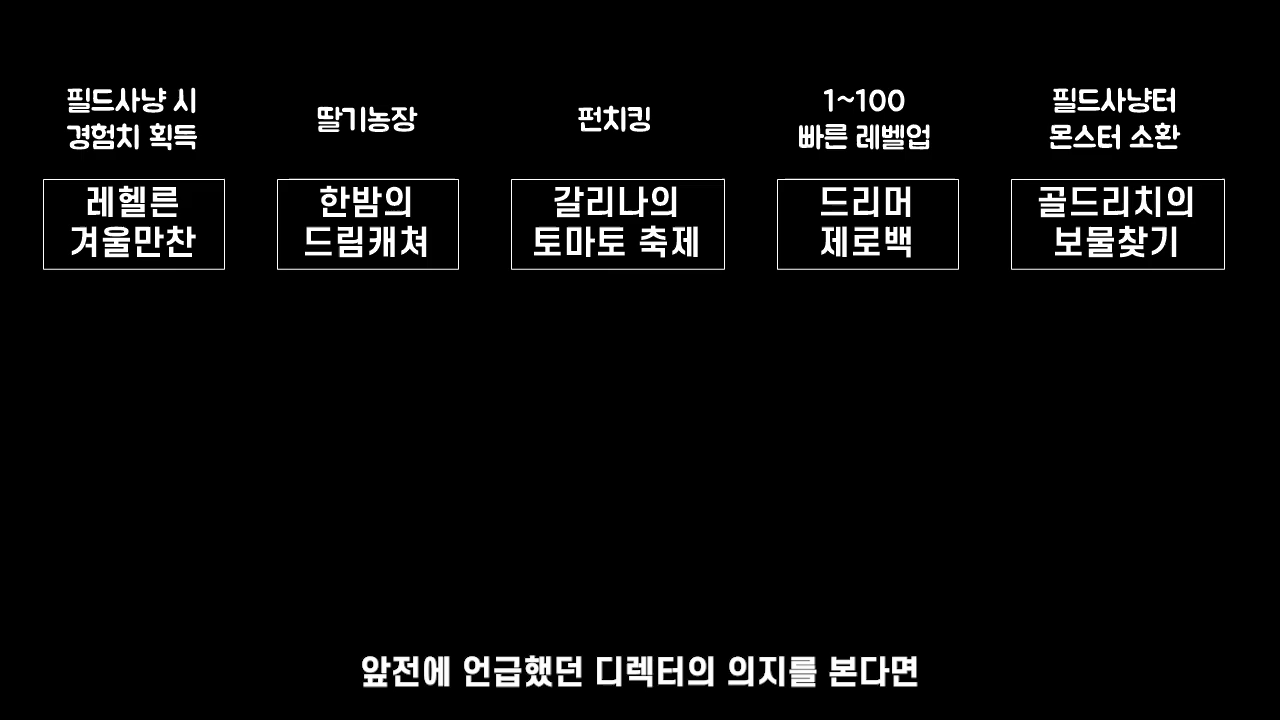 필드사냥 시
경험치 획득
레헬른
겨울만찬
딸기농장
한밤의
드림캐쳐
펀치킹
갈리나의
토마토 축제
1~100
빠른 레벨업
드리머
제로백
필드사냥터
몬스터 소환
골드리치의
보물찾기
앞전에 언급했던 디렉터의 의지를 본다면